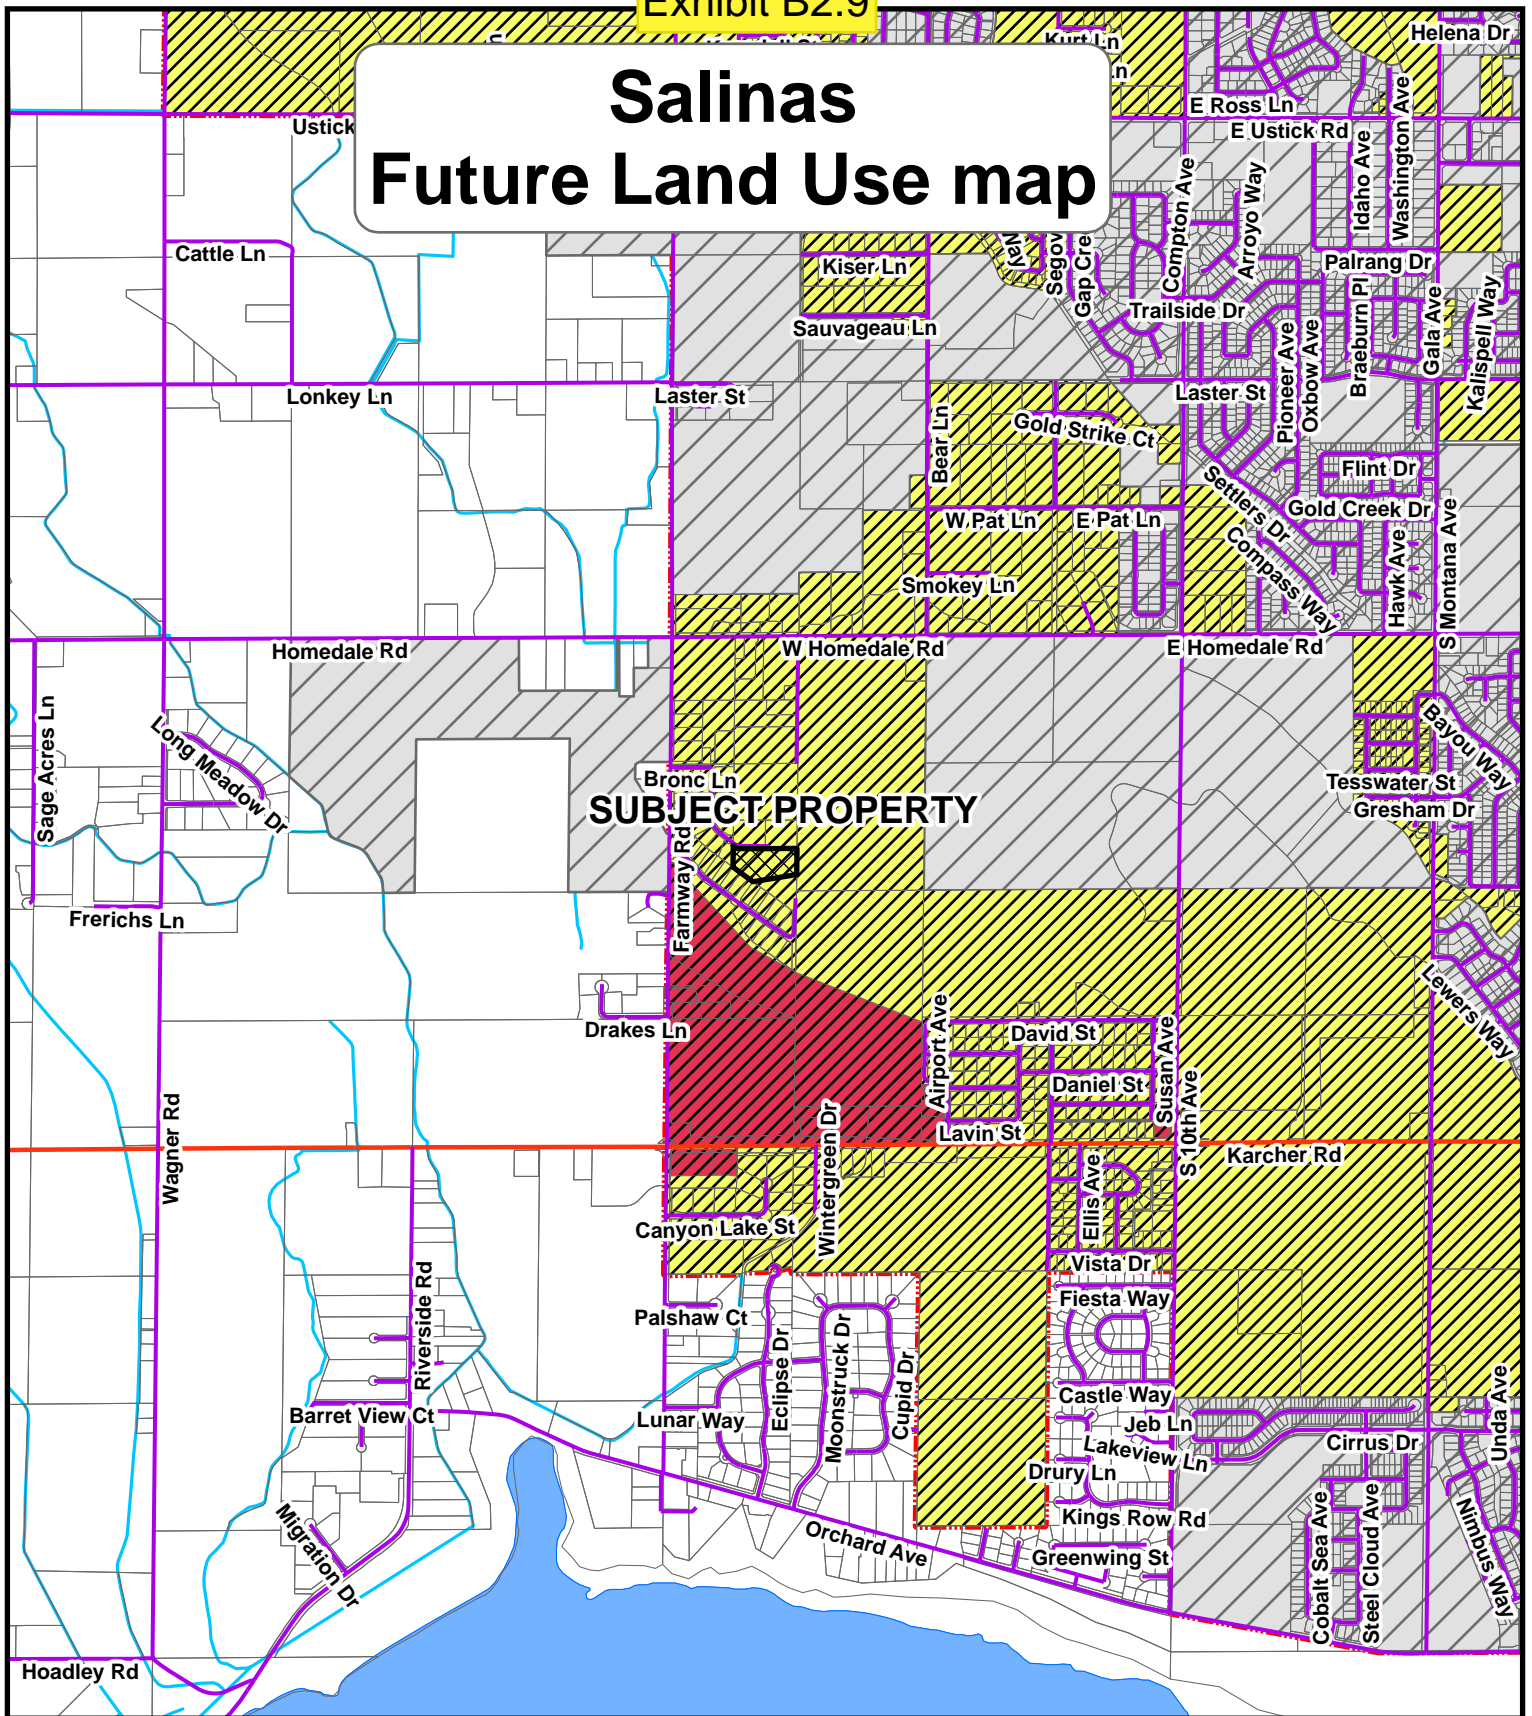 Exhibit B2.9
Salinas
Future Land Use map
Kurt Ln
Helena Dr
E Ross Ln
Ustick
E Ustick Rd
Idaho Ave
Washington Ave
Compton Ave
Arroyo Way
Cattle Ln
Kiser Ln
Way
Segov
Gap Cre
Palrang Dr
Trailside Dr
Sauvageau Ln
Pioneer Ave
Oxbow Ave
Braeburn Pl
Gala Ave
Kalispell Way
Lonkey Ln
Laster St
Laster St
Bear Ln
Gold Strike Ct
Flint Dr
Settlers Dr
Gold Creek Dr
W Pat Ln
E Pat Ln
Compass Way
Hawk Ave
S Montana Ave
Smokey Ln
Homedale Rd
W Homedale Rd
E Homedale Rd
Sage Acres Ln
Long Meadow Dr
Bayou Way
Bronc Ln
Tesswater St
SUBJECT PROPERTY
Gresham Dr
Farmway Rd
Frerichs Ln
Lewers Way
Drakes Ln
Airport Ave
David St
Susan Ave
Daniel St
S 10th Ave
Wagner Rd
Wintergreen Dr
Lavin St
Karcher Rd
Ellis Ave
Canyon Lake St
Vista Dr
Riverside Rd
Fiesta Way
Palshaw Ct
Eclipse Dr
Moonstruck Dr
Cupid Dr
Castle Way
Unda Ave
Barret View Ct
Lunar Way
Jeb Ln
Lakeview Ln
Cirrus Dr
Drury Ln
Migration Dr
Kings Row Rd
Cobalt Sea Ave
Steel Cloud Ave
Nimbus Way
Orchard Ave
Greenwing St
Hoadley Rd